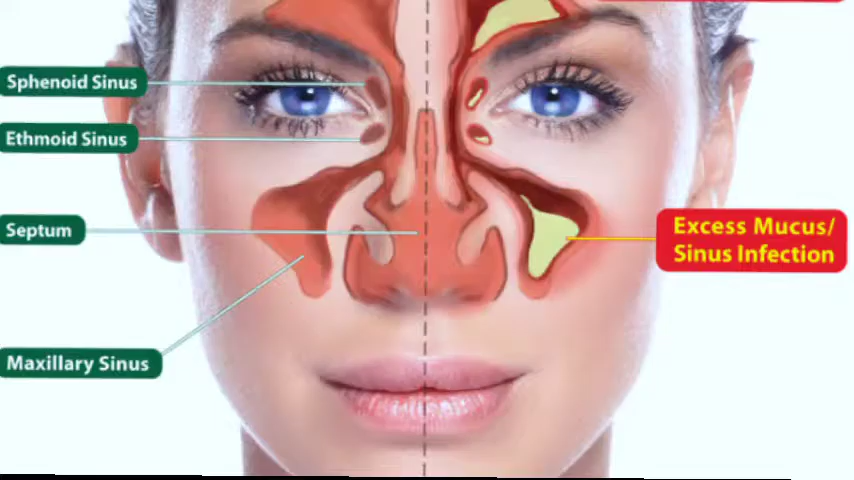 Sphenoid Sinus
Ethmoid Sinus
Septum
Excess Mucus/
Sinus Infection
Maxillary Sinus